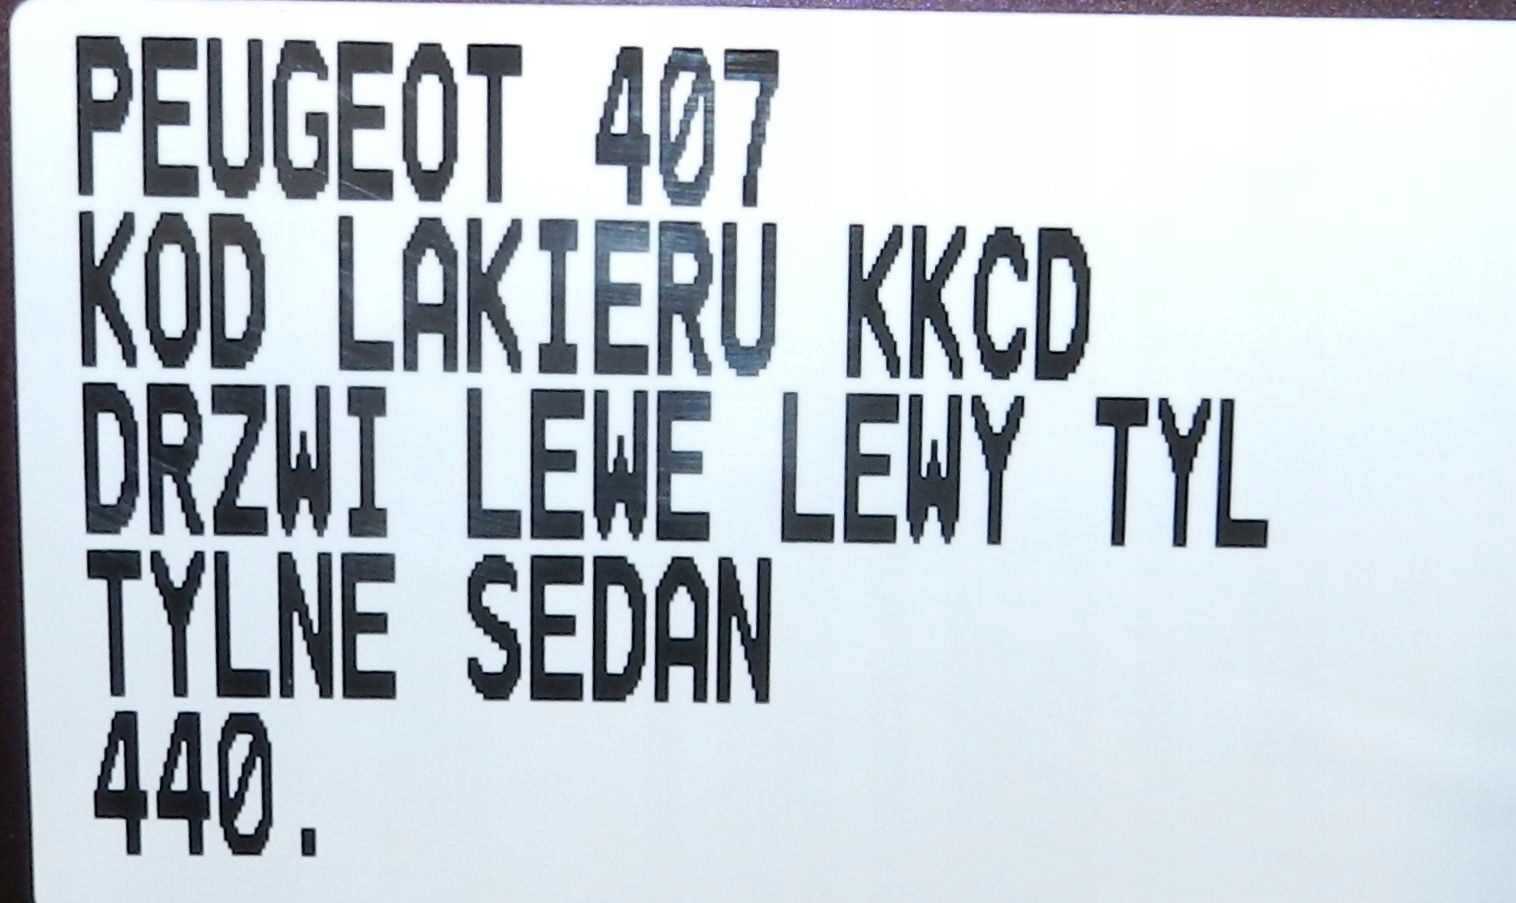 PEUGEOT 407
KOD LAKIERU KKCD
DRZWI LEWE LEWY TYL
TYLNE SEDAN
440.